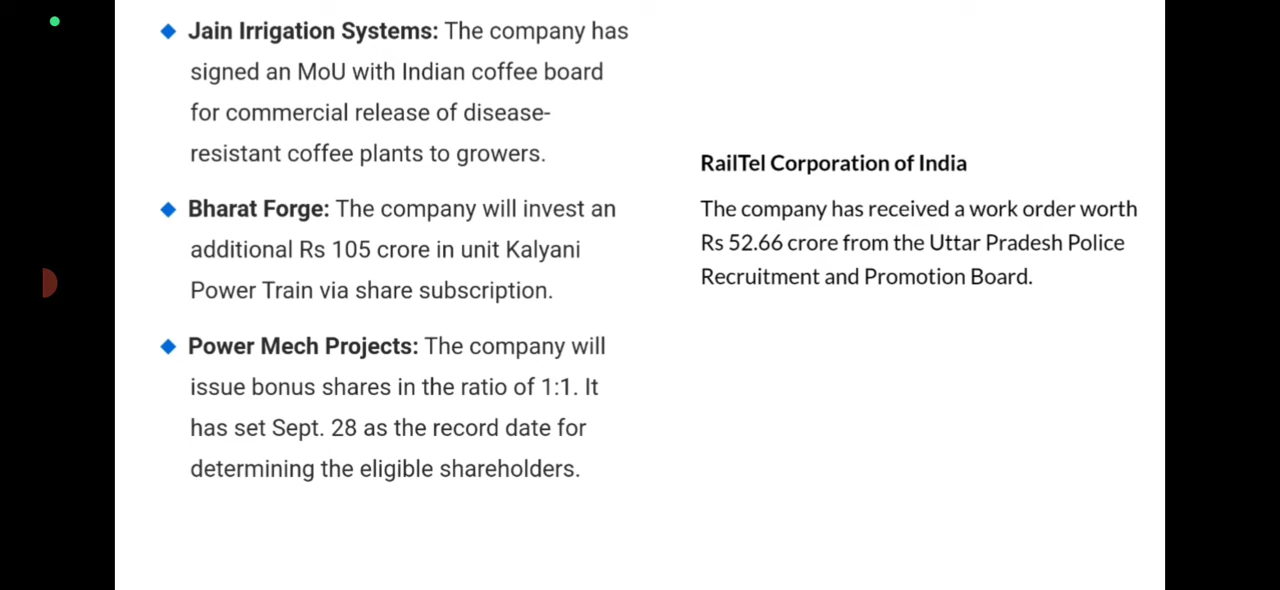 Jain Irrigation Systems: The company has
signed an MoU with Indian coffee board
for commercial release of disease-
resistant coffee plants to growers.
Bharat Forge: The company will invest an
additional Rs 105 crore in unit Kalyani
Power Train via share subscription.
Power Mech Projects: The company will
issue bonus shares in the ratio of 1:1. It
has set Sept. 28 as the record date for
determining the eligible shareholders.
RailTel Corporation of India
The company has received a work order worth
Rs 52.66 crore from the Uttar Pradesh Police
Recruitment and Promotion Board.